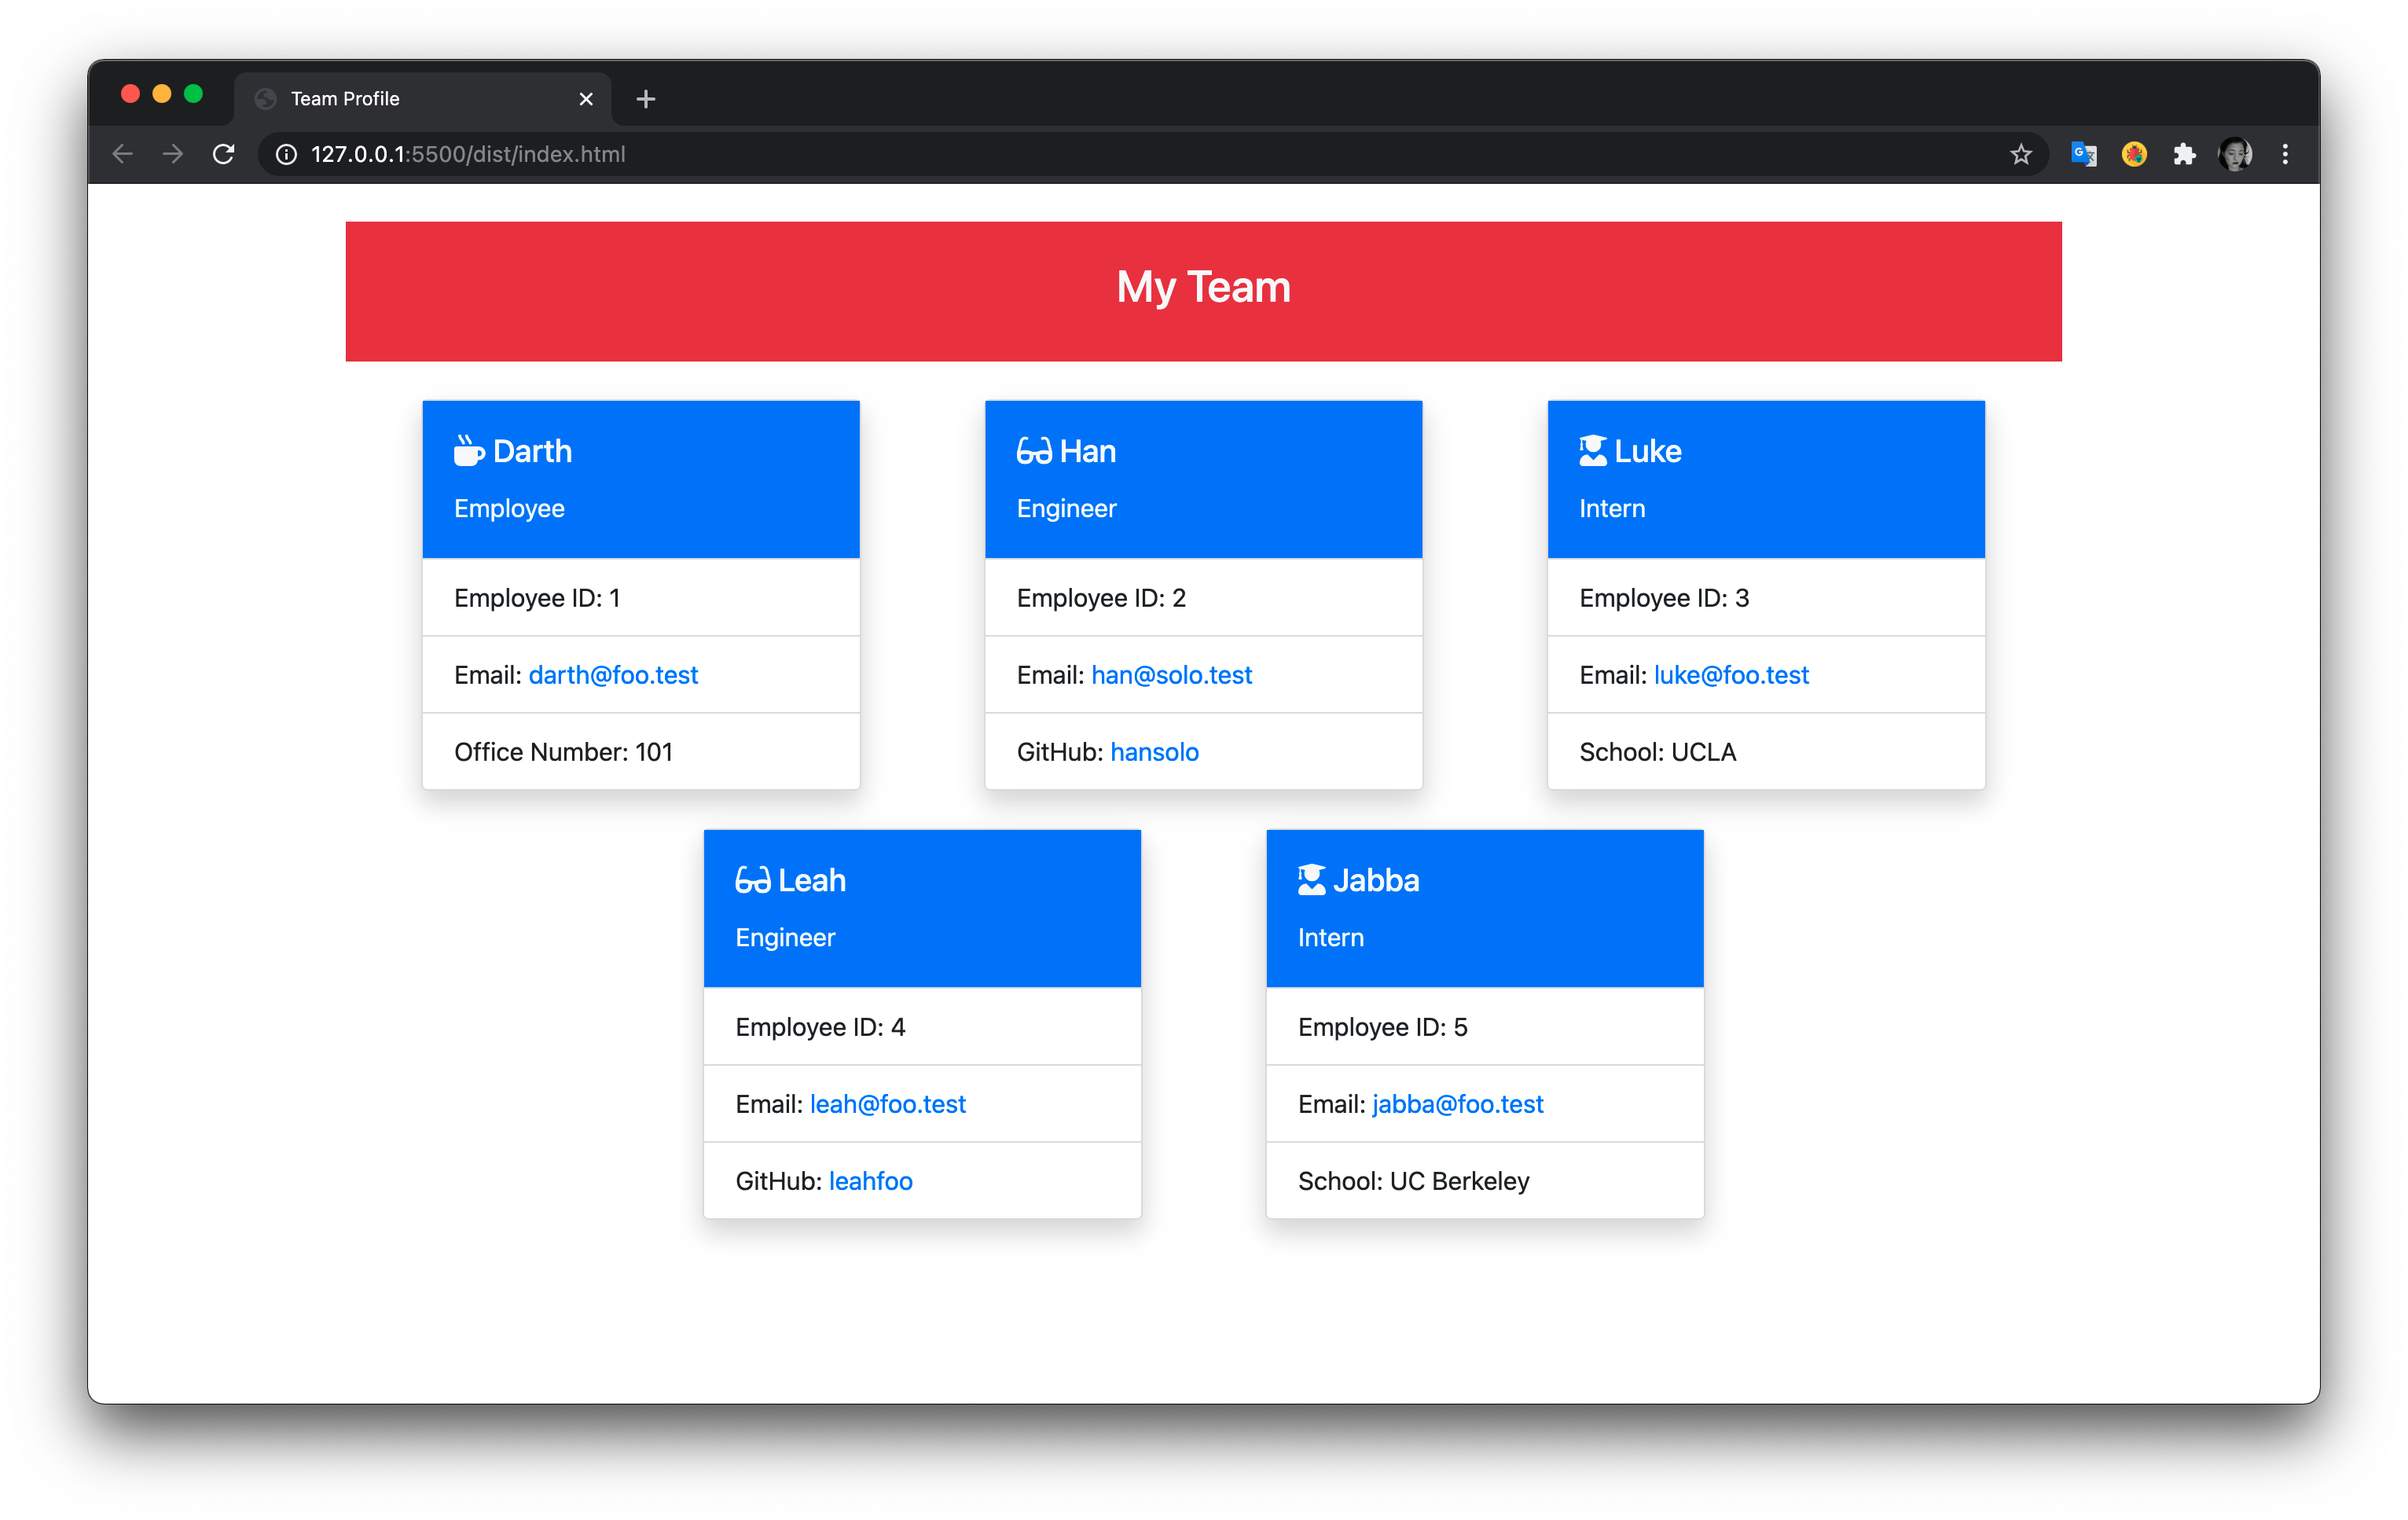 Team Profile
127.0.0.1:5500/dist/index.html
My Team
Darth
Employee
Employee ID: 1
Email: darth@foo.test
Office Number: 101
Han
Engineer
Employee ID: 2
Email: han@solo.test
GitHub: hansolo
Luke
Intern
Employee ID: 3
Email: luke@foo.test
School: UCLA
Leah
Engineer
Employee ID: 4
Email: leah@foo.test
GitHub: leahfoo
Jabba
Intern
Employee ID: 5
Email: jabba@foo.test
School: UC Berkeley